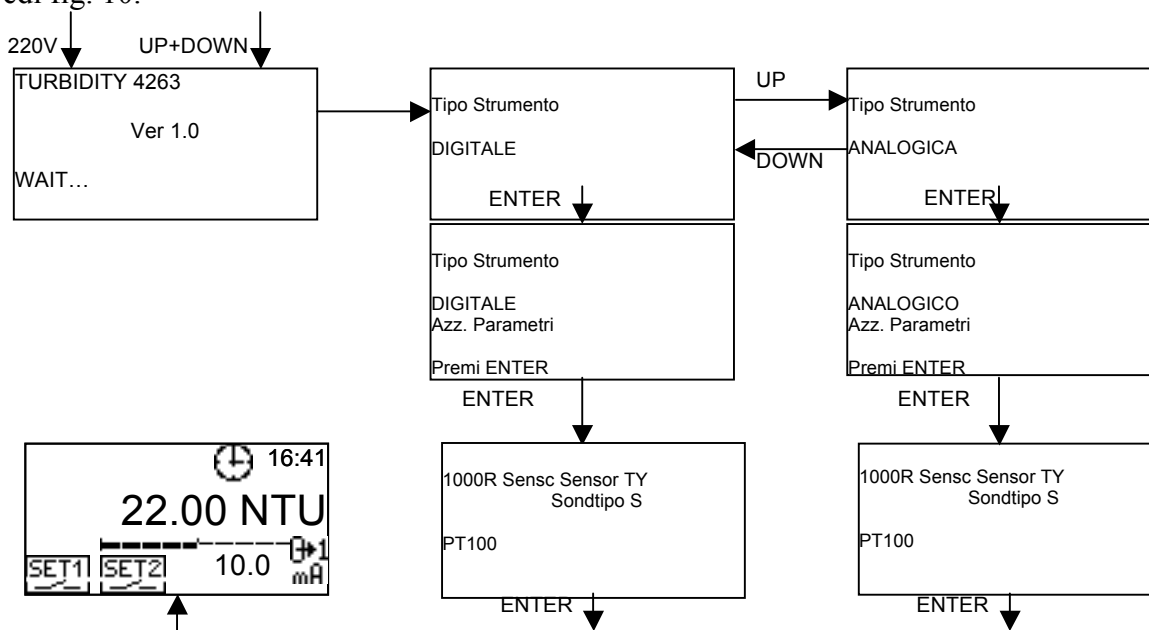 220V UP+DOWN
TURBIDITY 4263
Ver 1.0
WAIT…
Tipo Strumento
DIGITALE
ENTER
UP
DOWN
Tipo Strumento
ANALOGICA
ENTER
Tipo Strumento
DIGITALE
Azz. Parametri
Premi ENTER
ENTER
Tipo Strumento
ANALOGICO
Azz. Parametri
Premi ENTER
ENTER
16:41
22.00 NTU
1
SET1 SET2 10.0 mA
1000R Sensc Sensor TY
Sondtipo S
PT100
ENTER
1000R Sensc Sensor TY
Sondtipo S
PT100
ENTER